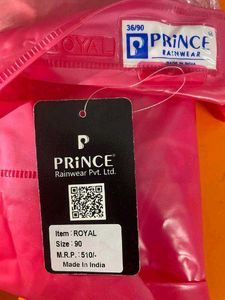 ROYAL
36/90
P PRiNCE
RAINWEAR
MADE IN INDIA
P
PRiNCE
Rainwear Pvt. Ltd.
Item : ROYAL
Size : 90
M.R.P. : 510/-
Made In India